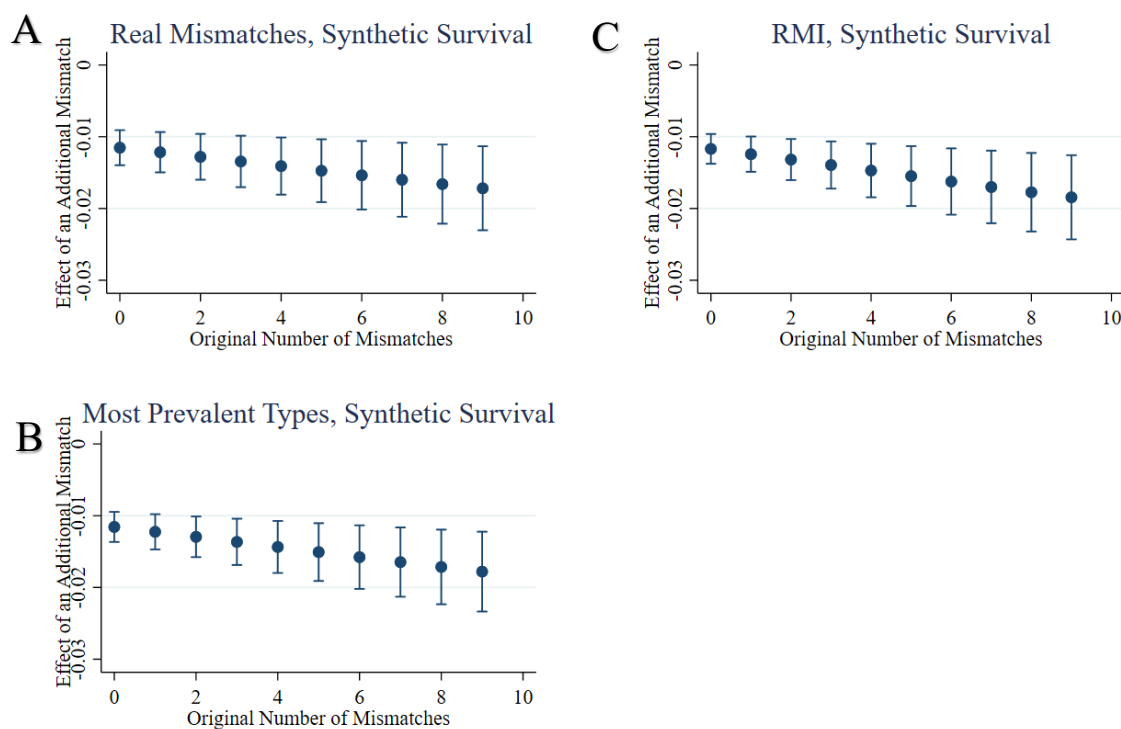 A
Real Mismatches, Synthetic Survival
Effect of an Additional Mismatch
0
-0.01
-0.02
-0.03
0 2 4 6 8 10
Original Number of Mismatches
B
Most Prevalent Types, Synthetic Survival
Effect of an Additional Mismatch
0
-0.01
-0.02
-0.03
0 2 4 6 8 10
Original Number of Mismatches
C
RMI, Synthetic Survival
Effect of an Additional Mismatch
0
-0.01
-0.02
-0.03
0 2 4 6 8 10
Original Number of Mismatches